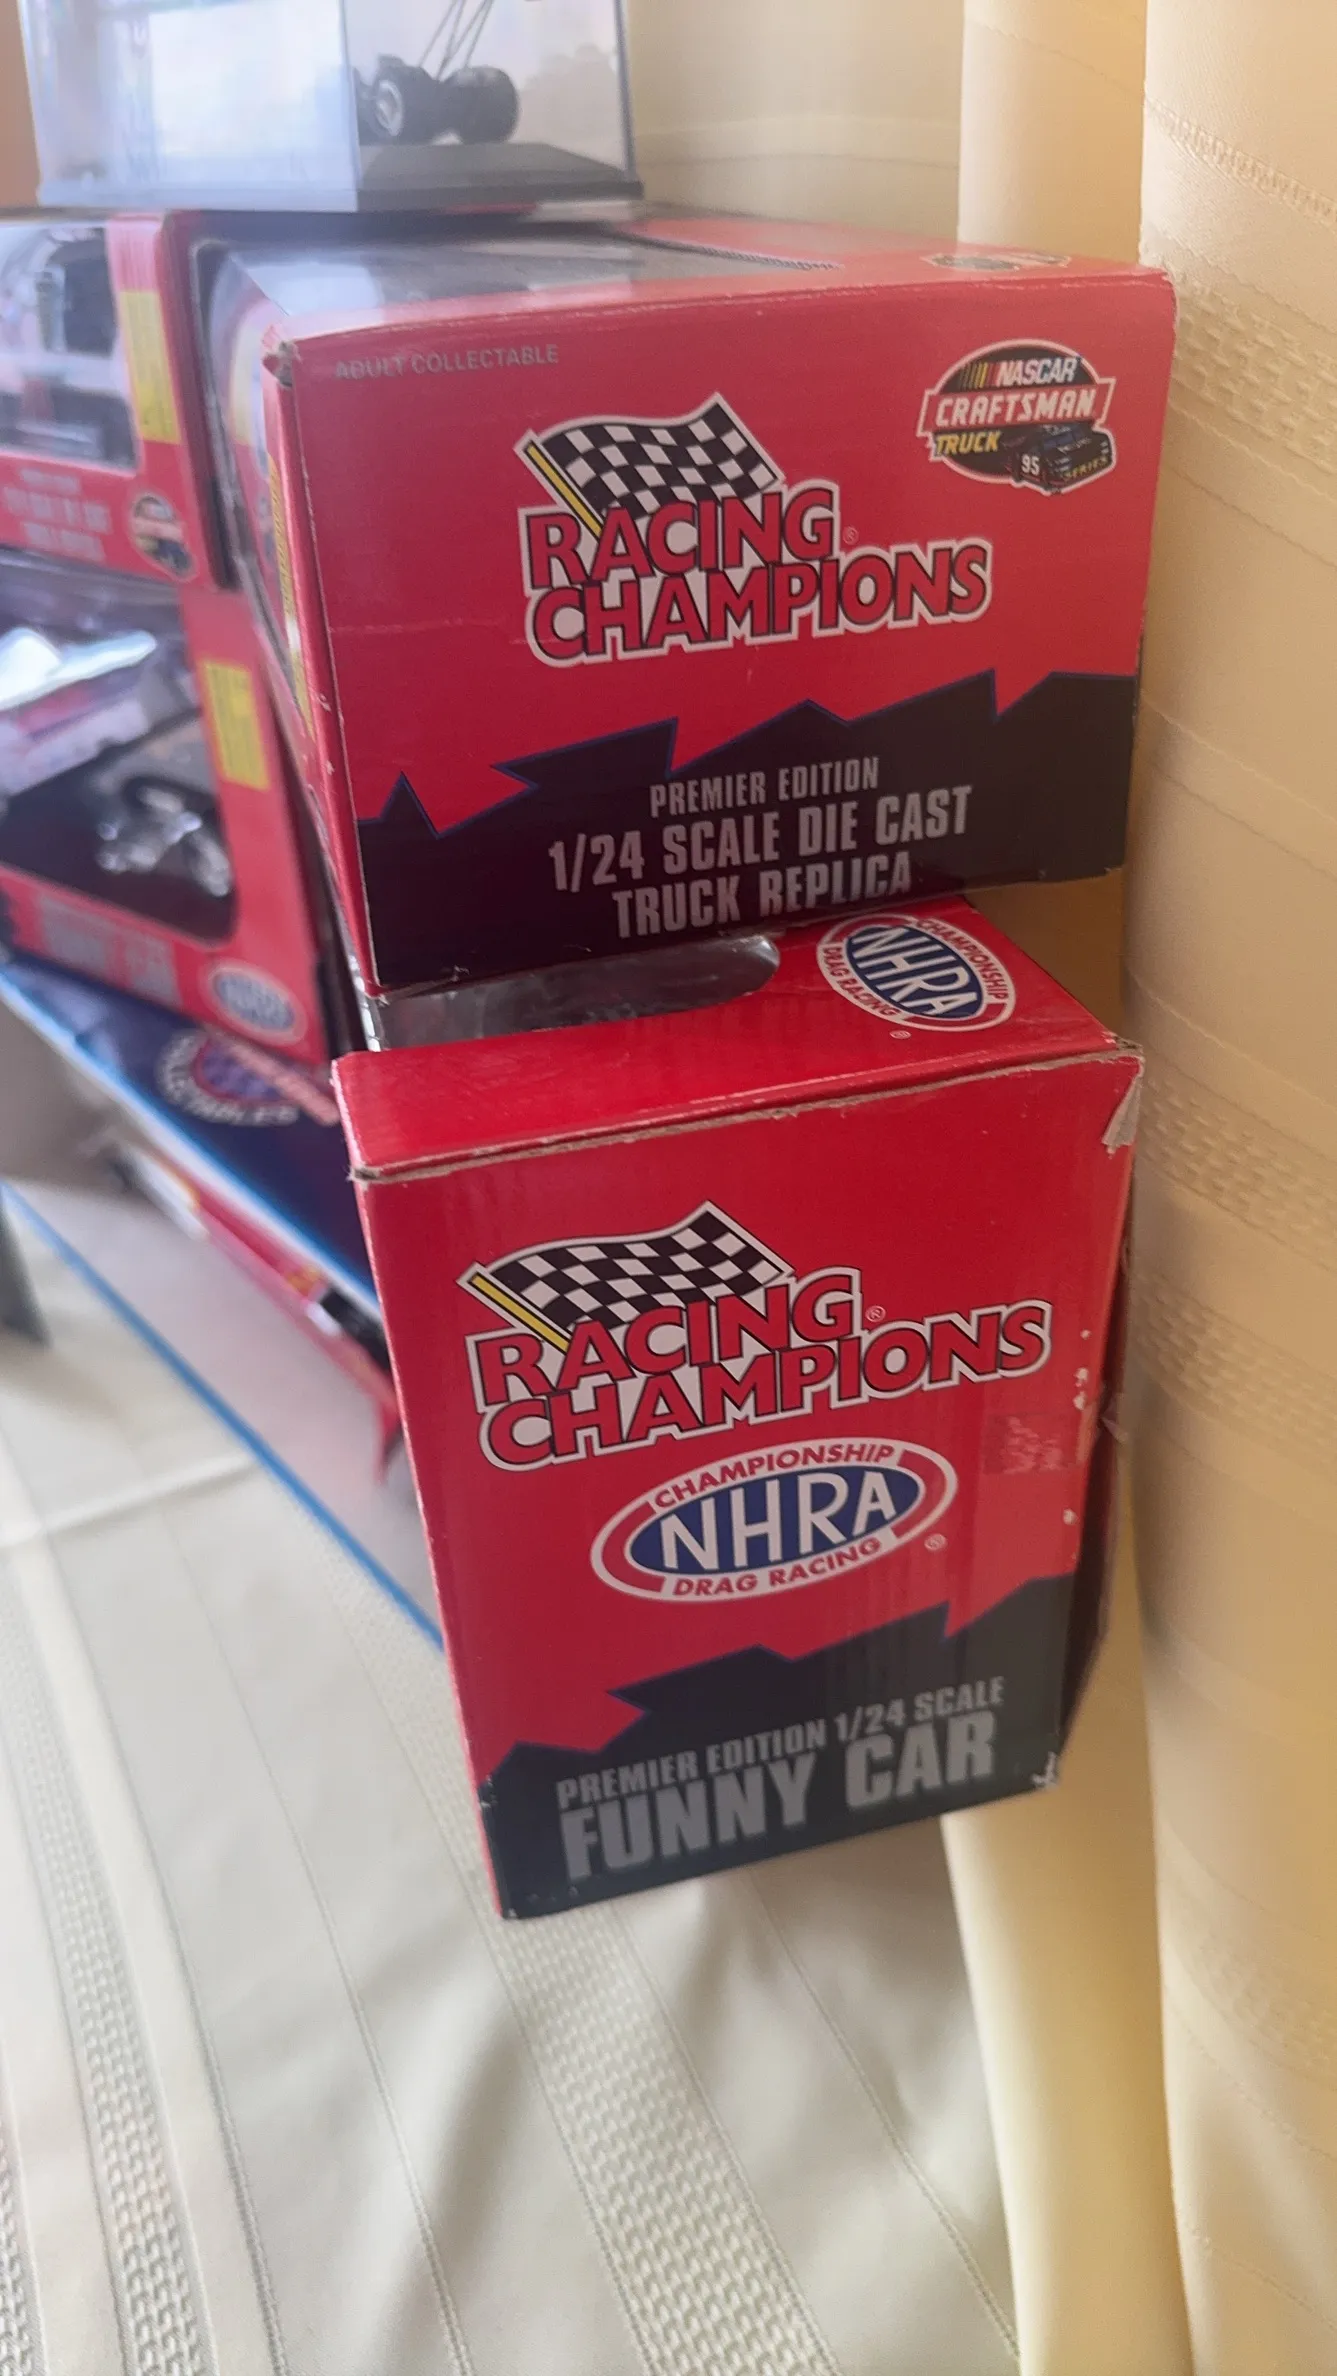 ADULT COLLECTABLE
NASCAR
CRAFTSMAN
TRUCK
95
SERIES
RACING
CHAMPIONS
PREMIER EDITION
1/24 SCALE DIE CAST
TRUCK REPLICA
CHAMPIONSHIP
NHRA
DRAG RACING
RACING
CHAMPIONS
CHAMPIONSHIP
NHRA
DRAG RACING
PREMIER EDITION 1/24 SCALE
FUNNY CAR